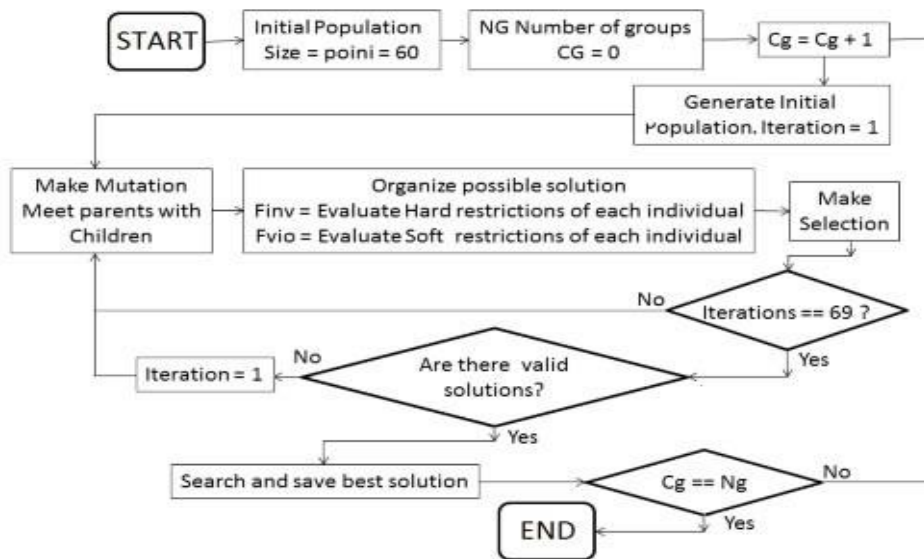 START
Initial Population
Size = poini = 60
NG Number of groups
CG = 0
Cg = Cg + 1
Generate Initial
Population. Iteration = 1
Make Mutation
Meet parents with
Children
Organize possible solution
Finv = Evaluate Hard restrictions of each individual
Fvio = Evaluate Soft restrictions of each individual
Make
Selection
No
Iterations == 69 ?
Yes
Iteration = 1
No
Are there valid
solutions?
Yes
Search and save best solution
Cg == Ng
No
Yes
END